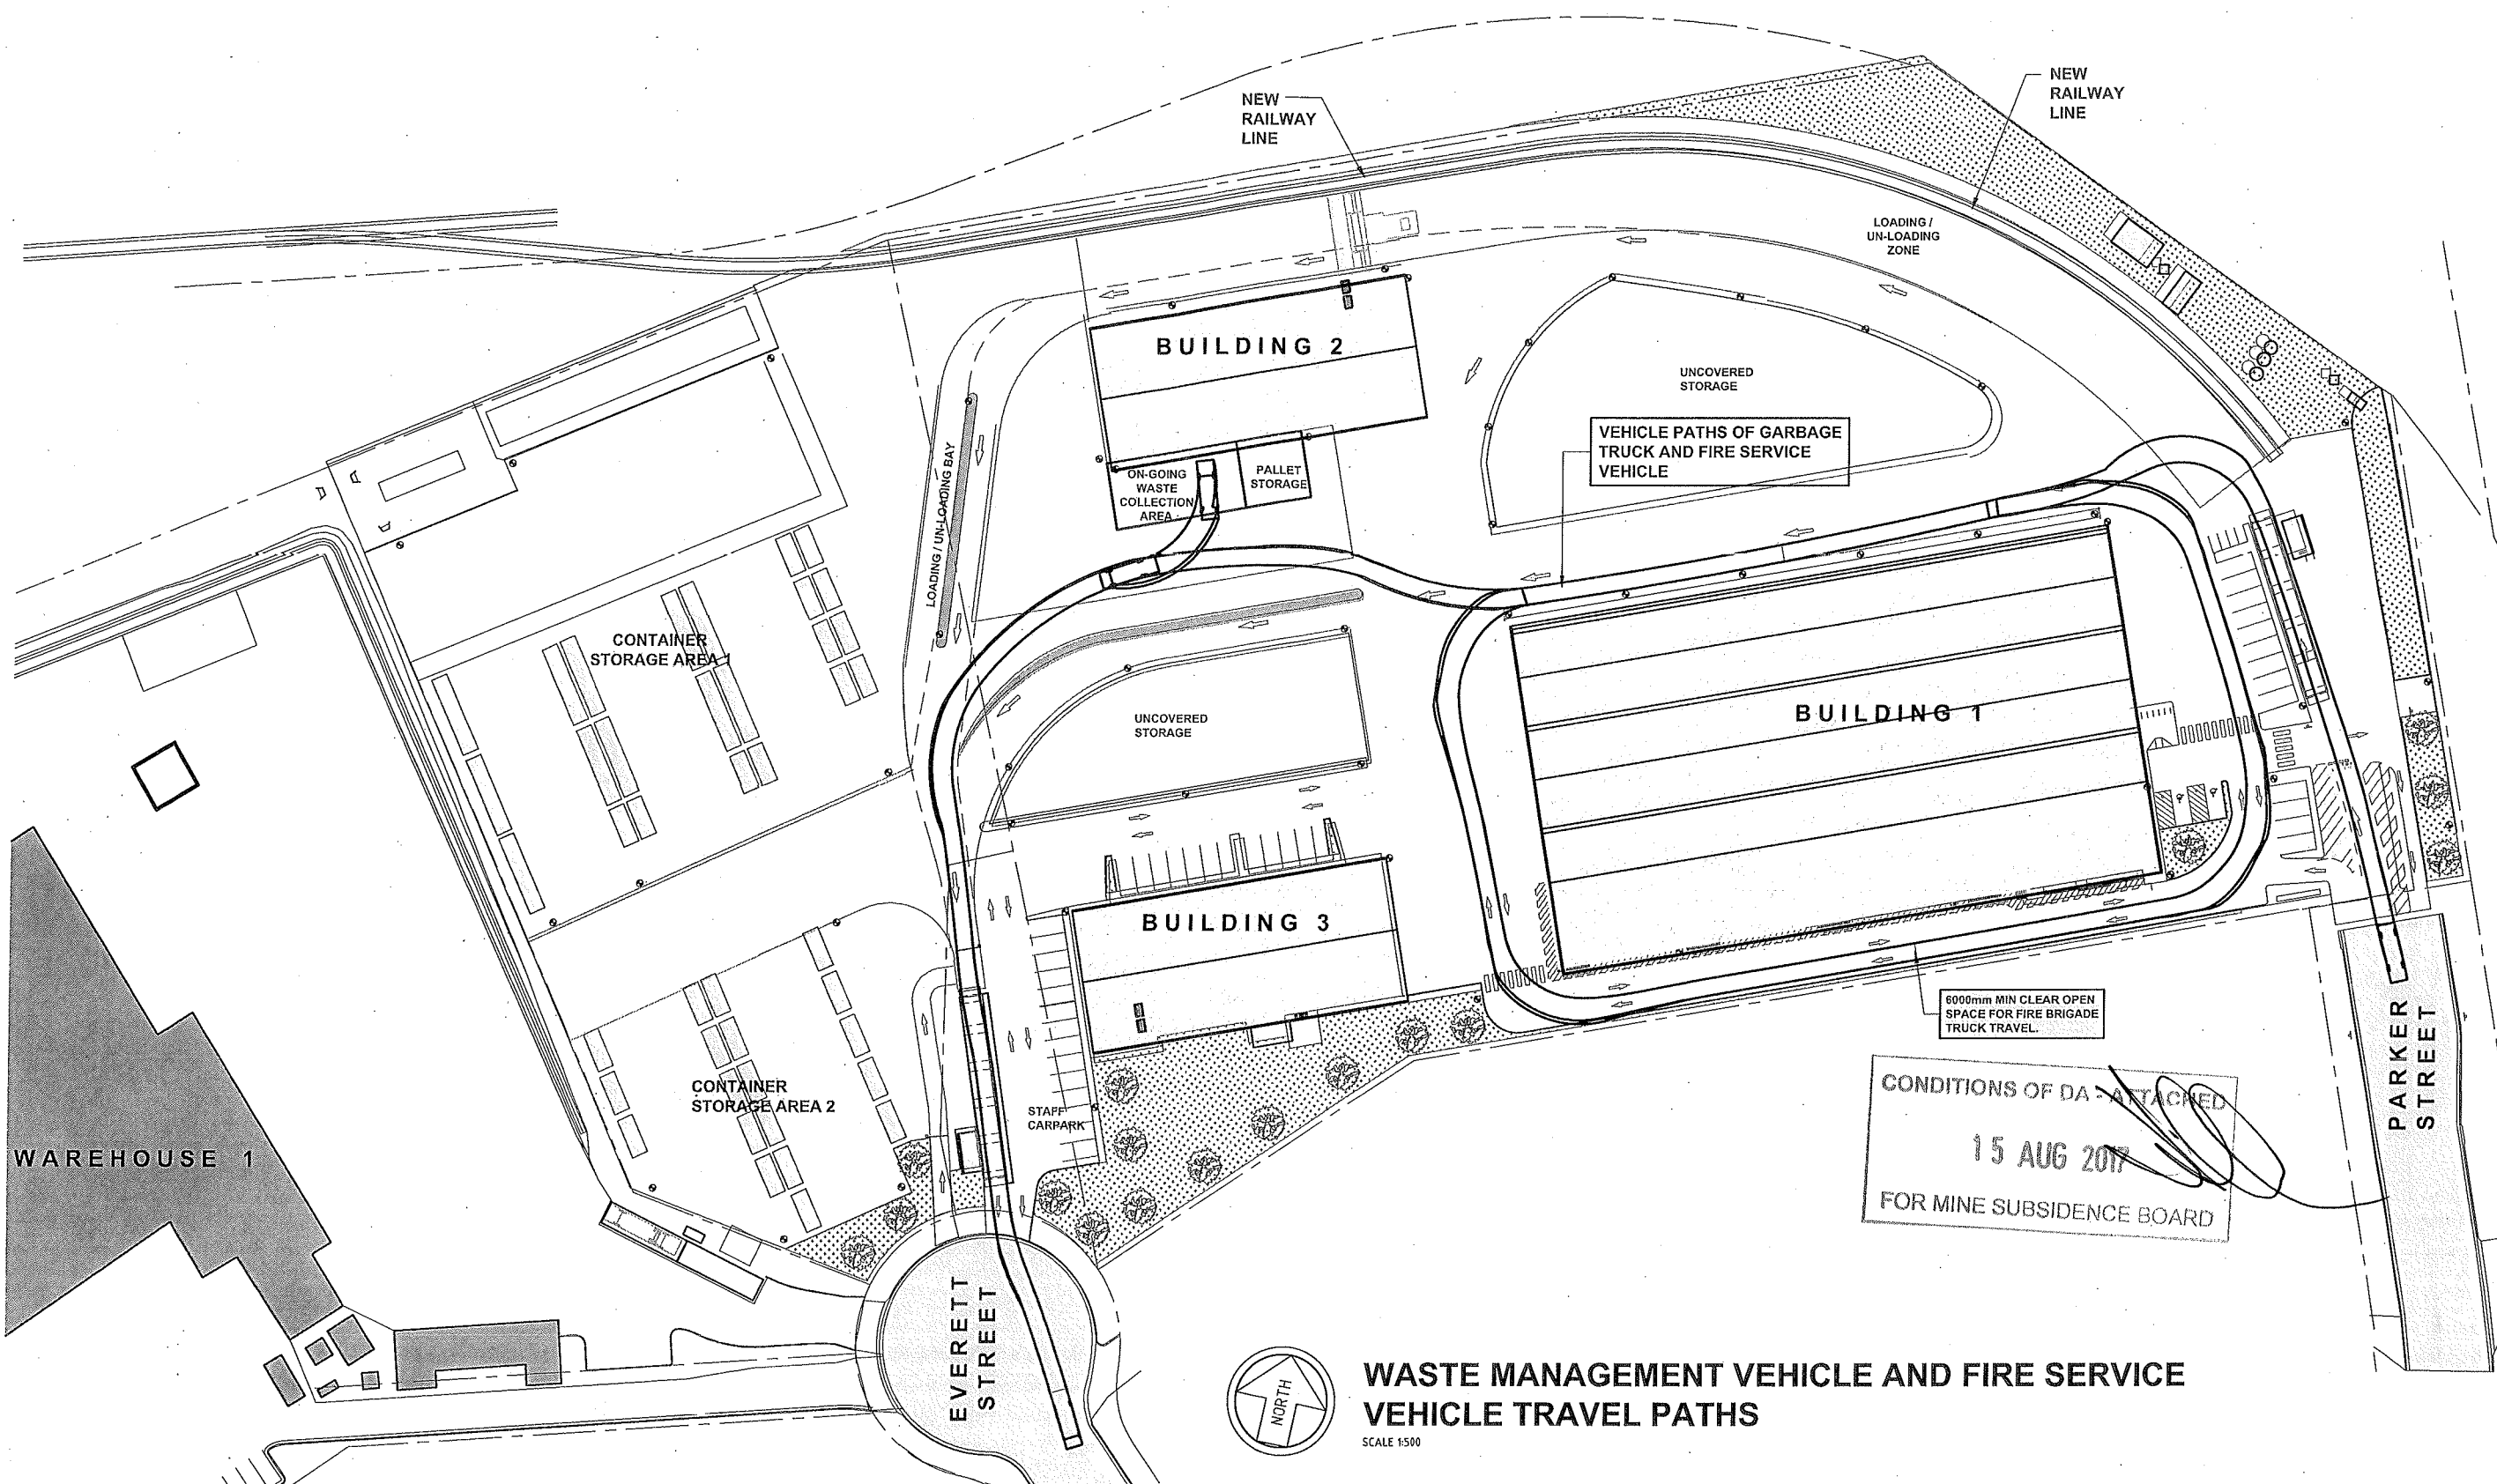 NEW
RAILWAY
LINE
NEW
RAILWAY
LINE
LOADING /
UN-LOADING
ZONE
BUILDING 2
UNCOVERED
STORAGE
VEHICLE PATHS OF GARBAGE
TRUCK AND FIRE SERVICE
VEHICLE
ON-GOING
WASTE
COLLECTION
AREA
PALLET
STORAGE
LOADING / UN-LOADING BAY
CONTAINER
STORAGE AREA 1
UNCOVERED
STORAGE
BUILDING 1
BUILDING 3
6000mm MIN CLEAR OPEN
SPACE FOR FIRE BRIGADE
TRUCK TRAVEL.
PARKER
STREET
CONTAINER
STORAGE AREA 2
STAFF
CARPARK
CONDITIONS OF DA - ATTACHED
15 AUG 2017
FOR MINE SUBSIDENCE BOARD
WAREHOUSE 1
EVERETT
STREET
NORTH
WASTE MANAGEMENT VEHICLE AND FIRE SERVICE
VEHICLE TRAVEL PATHS
SCALE 1:500